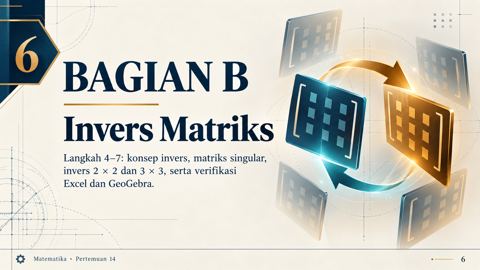 6
BAGIAN B
Invers Matriks
Langkah 4–7: konsep invers, matriks singular,
invers 2 × 2 dan 3 × 3, serta verifikasi
Excel dan GeoGebra.
Matematika • Pertemuan 14
6